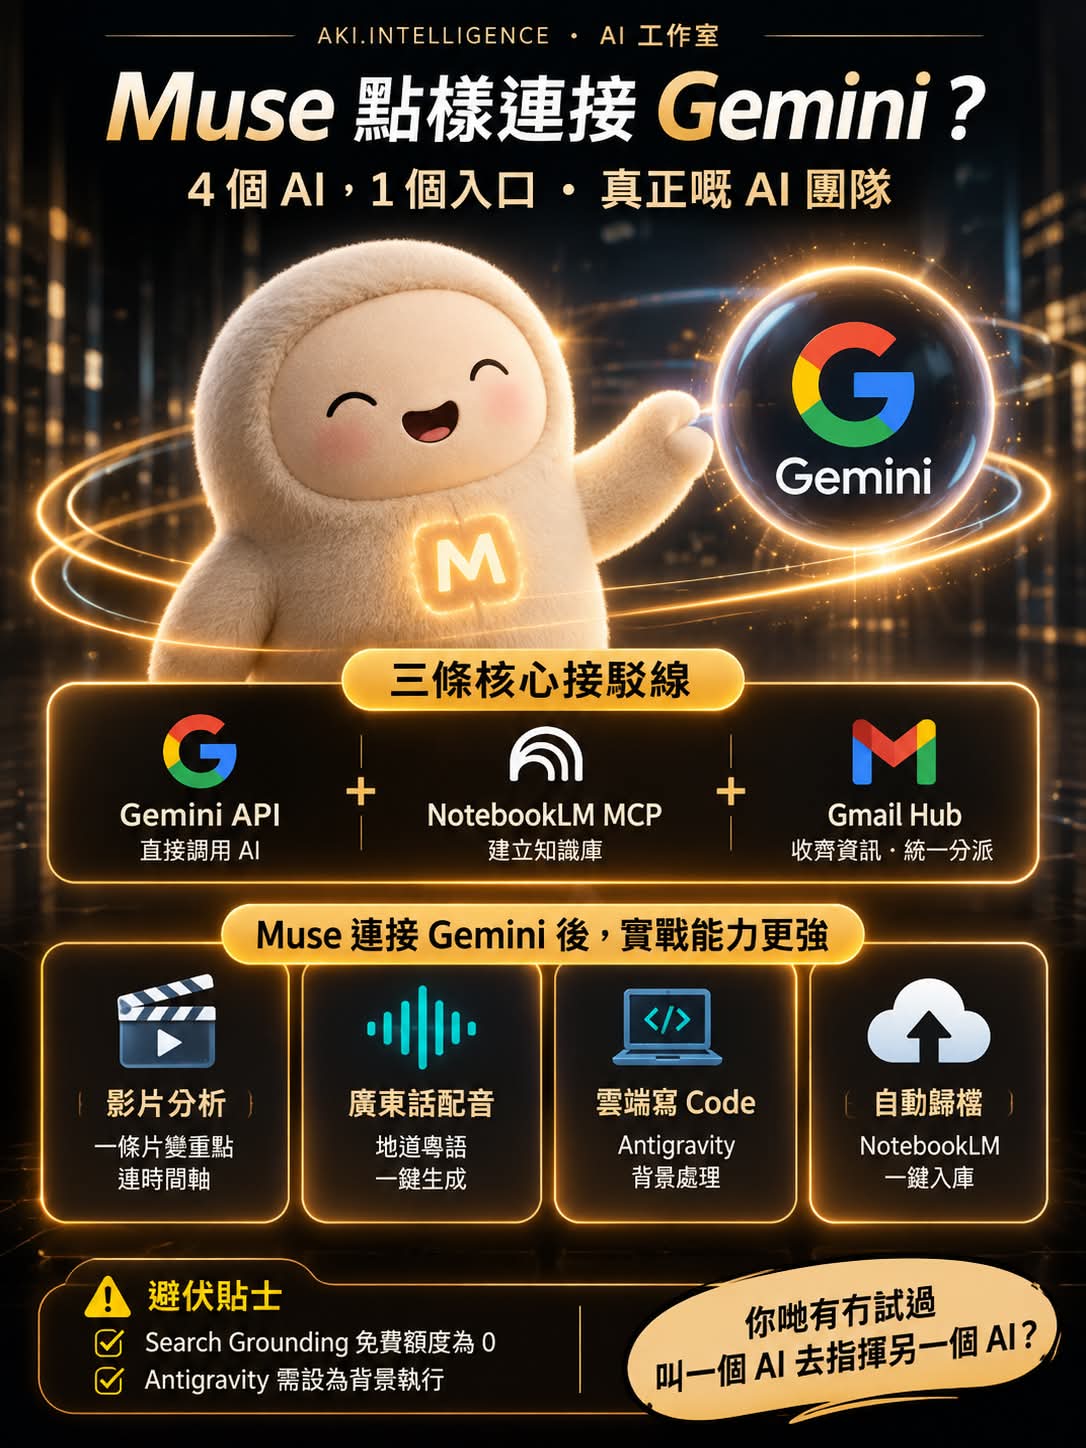 AKI.INTELLIGENCE • AI 工作室
Muse 點樣連接 Gemini？
4 個 AI，1 個入口 • 真正嘅 AI 團隊
Gemini
M
三條核心接駁線
Gemini API
直接調用 AI
+
NotebookLM MCP
建立知識庫
+
Gmail Hub
收齊資訊・統一分派
Muse 連接 Gemini 後，實戰能力更強
影片分析
一條片變重點
連時間軸
廣東話配音
地道粵語
一鍵生成
</>
雲端寫 Code
Antigravity
背景處理
自動歸檔
NotebookLM
一鍵入庫
避伏貼士
Search Grounding 免費額度為 0
Antigravity 需設為背景執行
你哋有冇試過
叫一個 AI 去指揮另一個 AI？